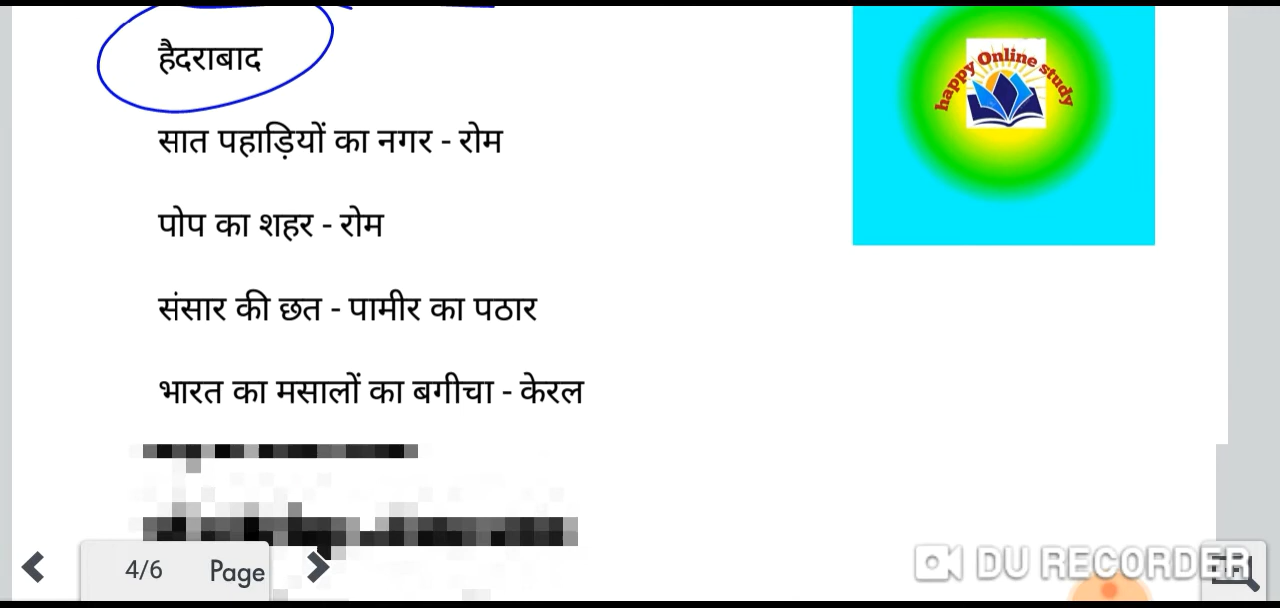 हैदराबाद
happy Online study
सात पहाड़ियों का नगर - रोम
पोप का शहर - रोम
संसार की छत - पामीर का पठार
भारत का मसालों का बगीचा - केरल
4/6 Page
DU RECORDER